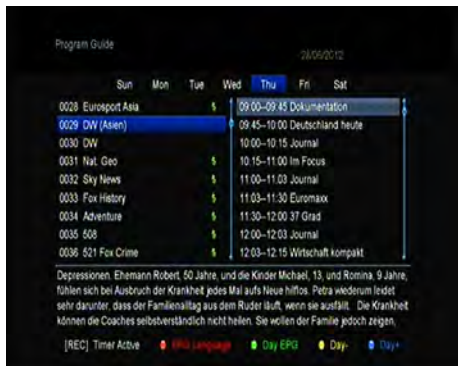 Program Guide
28/06/2012
Sun Mon Tue Wed Thu Fri Sat
0028 Eurosport Asia $ 09:00–09:45 Dokumentation
0029 DW (Asien) 09:45–10:00 Deutschland heute
0030 DW 10:00–10:15 Journal
0031 Nat. Geo $ 10:15–11:00 Im Focus
0032 Sky News $ 11:00–11:03 Journal
0033 Fox History $ 11:03–11:30 Euromaxx
0034 Adventure $ 11:30–12:00 37 Grad
0035 508 $ 12:00–12:03 Journal
0036 521 Fox Crime $ 12:03–12:15 Wirtschaft kompakt
Depressionen. Ehemann Robert, 50 Jahre, und die Kinder Michael, 13, und Romina, 9 Jahre,
fühlen sich bei Ausbruch der Krankheit jedes Mal aufs Neue hilflos. Petra wiederum leidet
sehr darunter, dass der Familienalltag aus dem Ruder läuft, wenn sie ausfällt. Die Krankheit
können die Coaches selbstverständlich nicht heilen. Sie wollen der Familie jedoch zeigen,
[REC] Timer Active EPG Language Day EPG Day- Day+